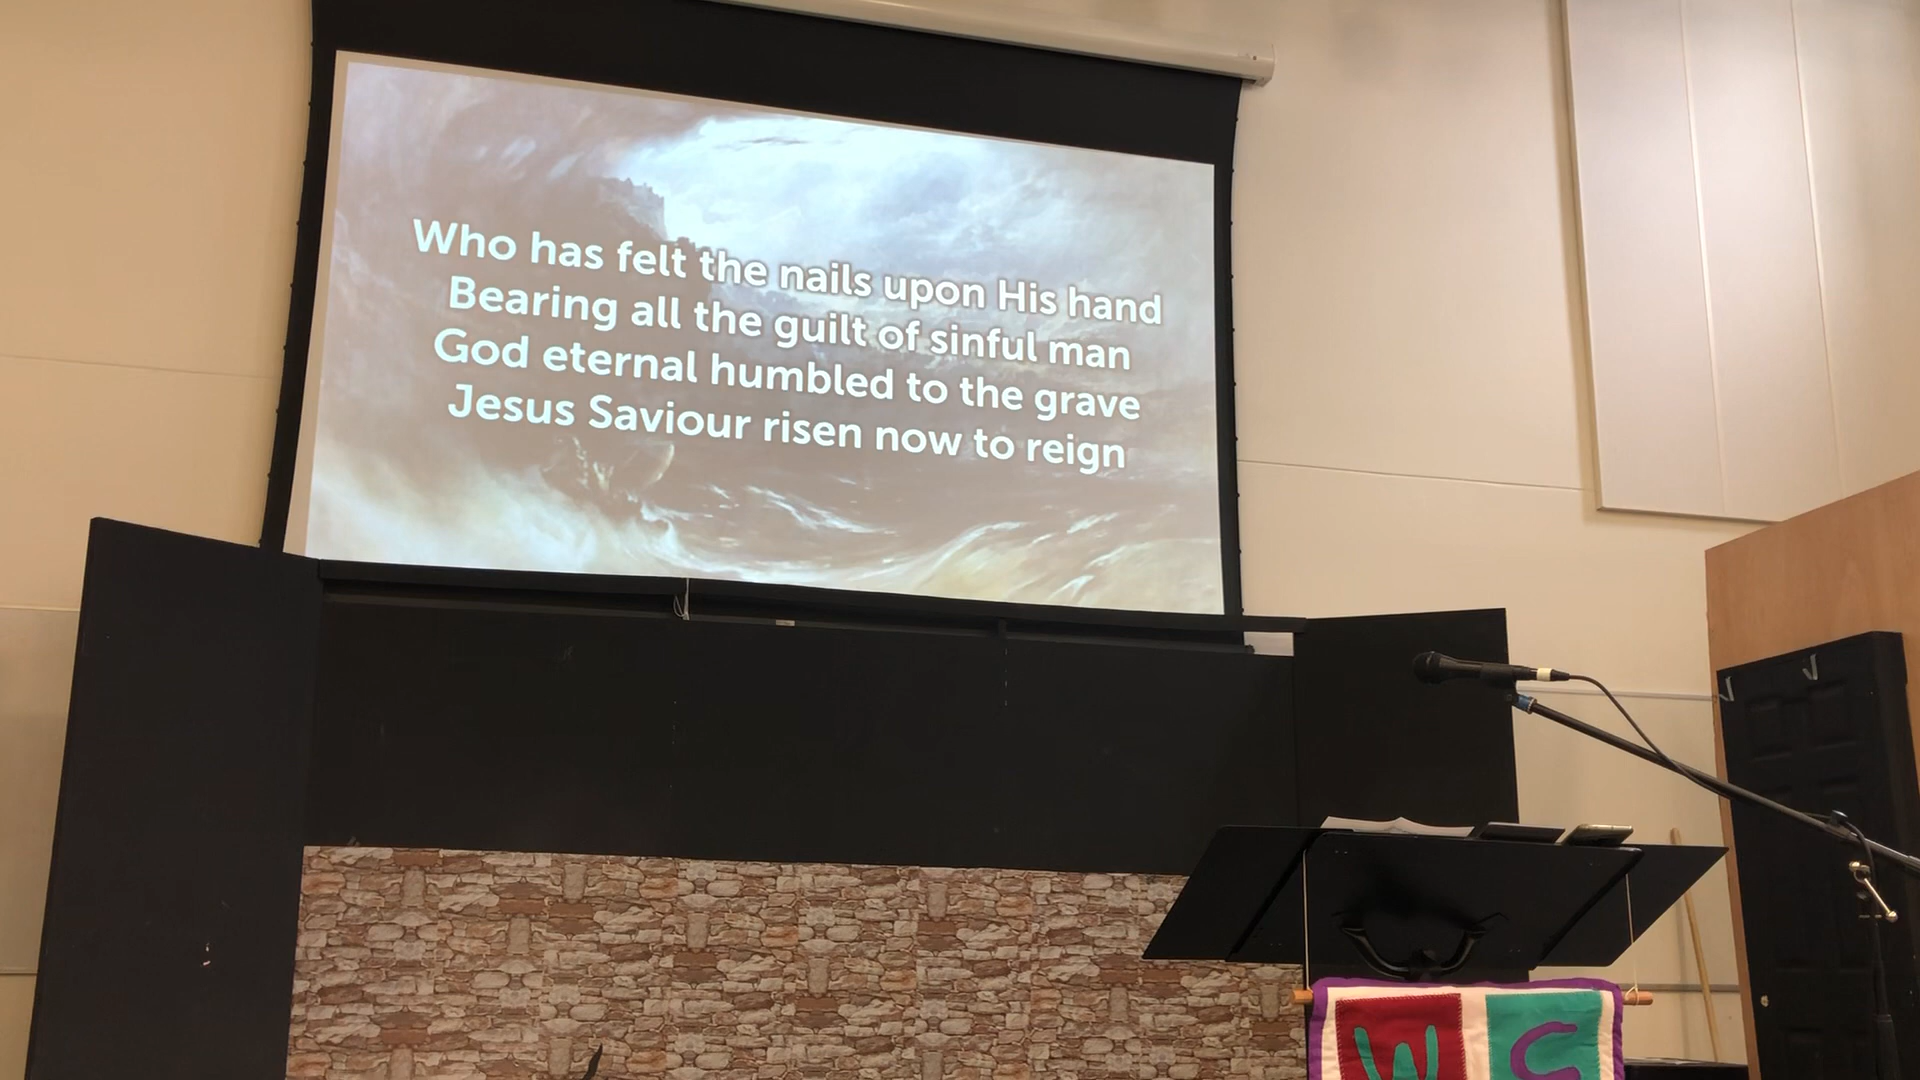 Who has felt the nails upon His hand
Bearing all the guilt of sinful man
God eternal humbled to the grave
Jesus Saviour risen now to reign
W S